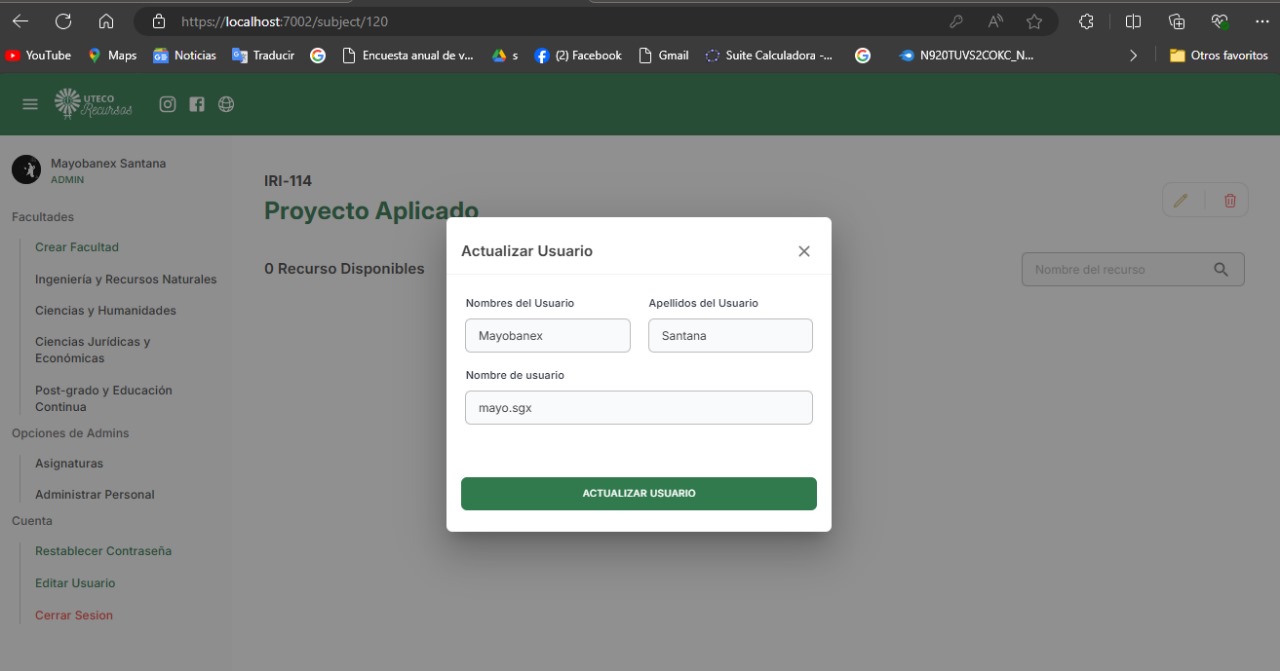 https://localhost:7002/subject/120
YouTube Maps Noticias Traducir Encuesta anual de v... s (2) Facebook Gmail Suite Calculadora -... N920TUVS2COKC_N... Otros favoritos
UTECO
Recursos
Mayobanex Santana
ADMIN
Facultades
Crear Facultad
Ingeniería y Recursos Naturales
Ciencias y Humanidades
Ciencias Jurídicas y
Económicas
Post-grado y Educación
Continua
Opciones de Admins
Asignaturas
Administrar Personal
Cuenta
Restablecer Contraseña
Editar Usuario
Cerrar Sesion
IRI-114
Proyecto Aplicado
0 Recurso Disponibles
Nombre del recurso
Actualizar Usuario
Nombres del Usuario Apellidos del Usuario
Mayobanex Santana
Nombre de usuario
mayo.sgx
ACTUALIZAR USUARIO